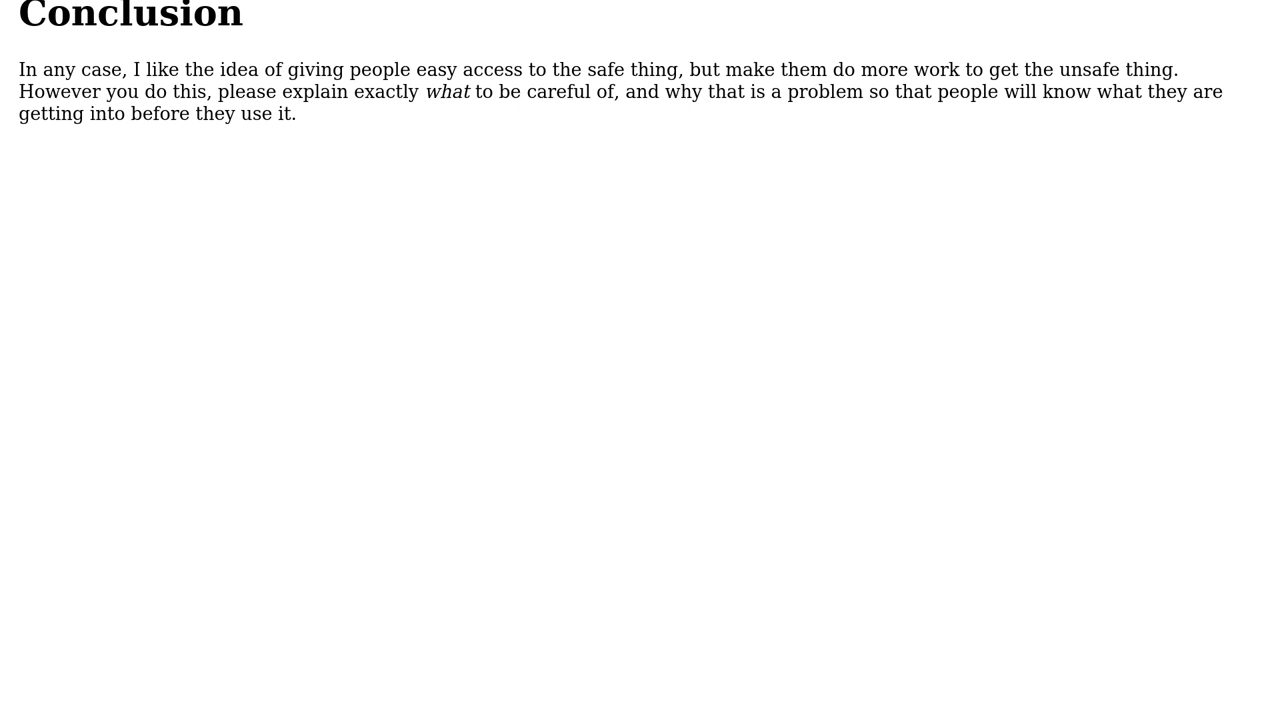 Conclusion
In any case, I like the idea of giving people easy access to the safe thing, but make them do more work to get the unsafe thing.
However you do this, please explain exactly what to be careful of, and why that is a problem so that people will know what they are
getting into before they use it.